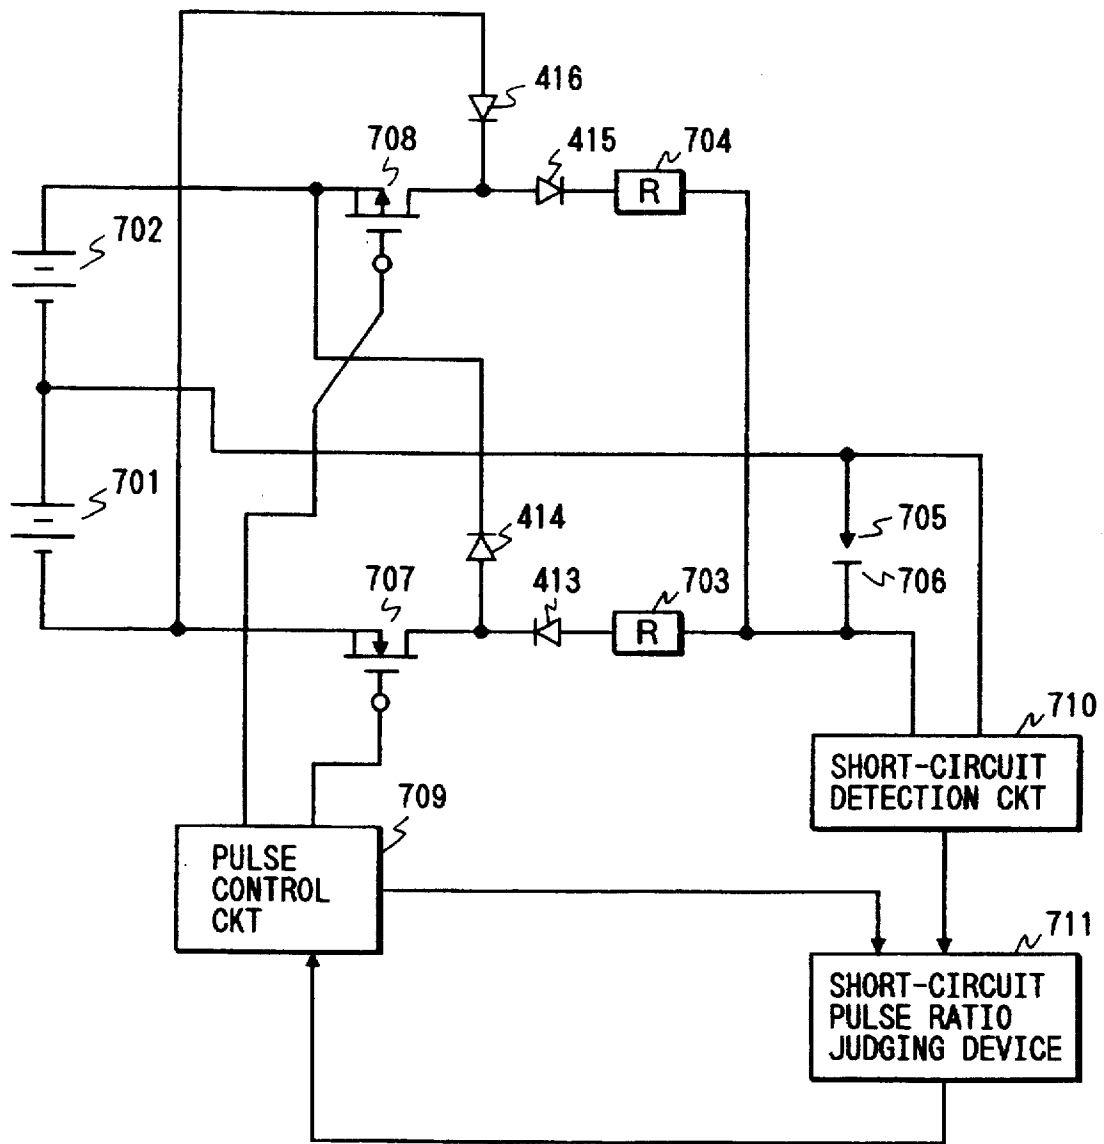 416
708
415
704
R
702
701
414
705
706
707
413
703
R
710
SHORT-CIRCUIT
DETECTION CKT
709
PULSE
CONTROL
CKT
711
SHORT-CIRCUIT
PULSE RATIO
JUDGING DEVICE